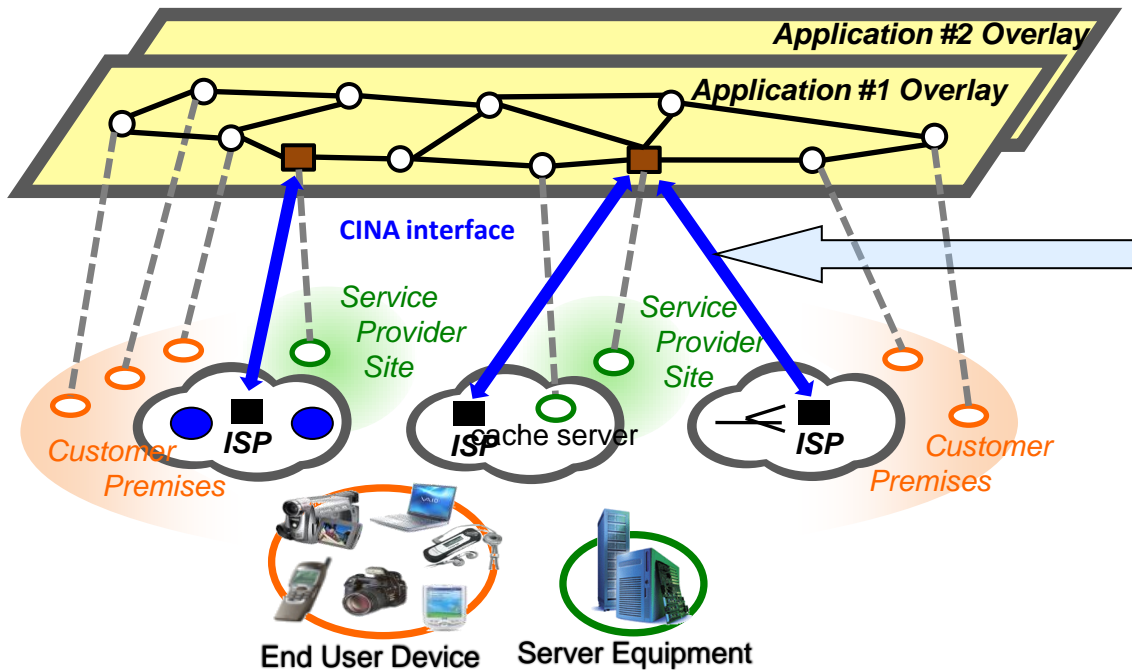 Application #2 Overlay
Application #1 Overlay
CINA interface
Service
Provider
Site
Service
Provider
Site
ISP
ISP
cache server
ISP
Customer
Premises
Customer
Premises
VAIO
End User Device
Server Equipment